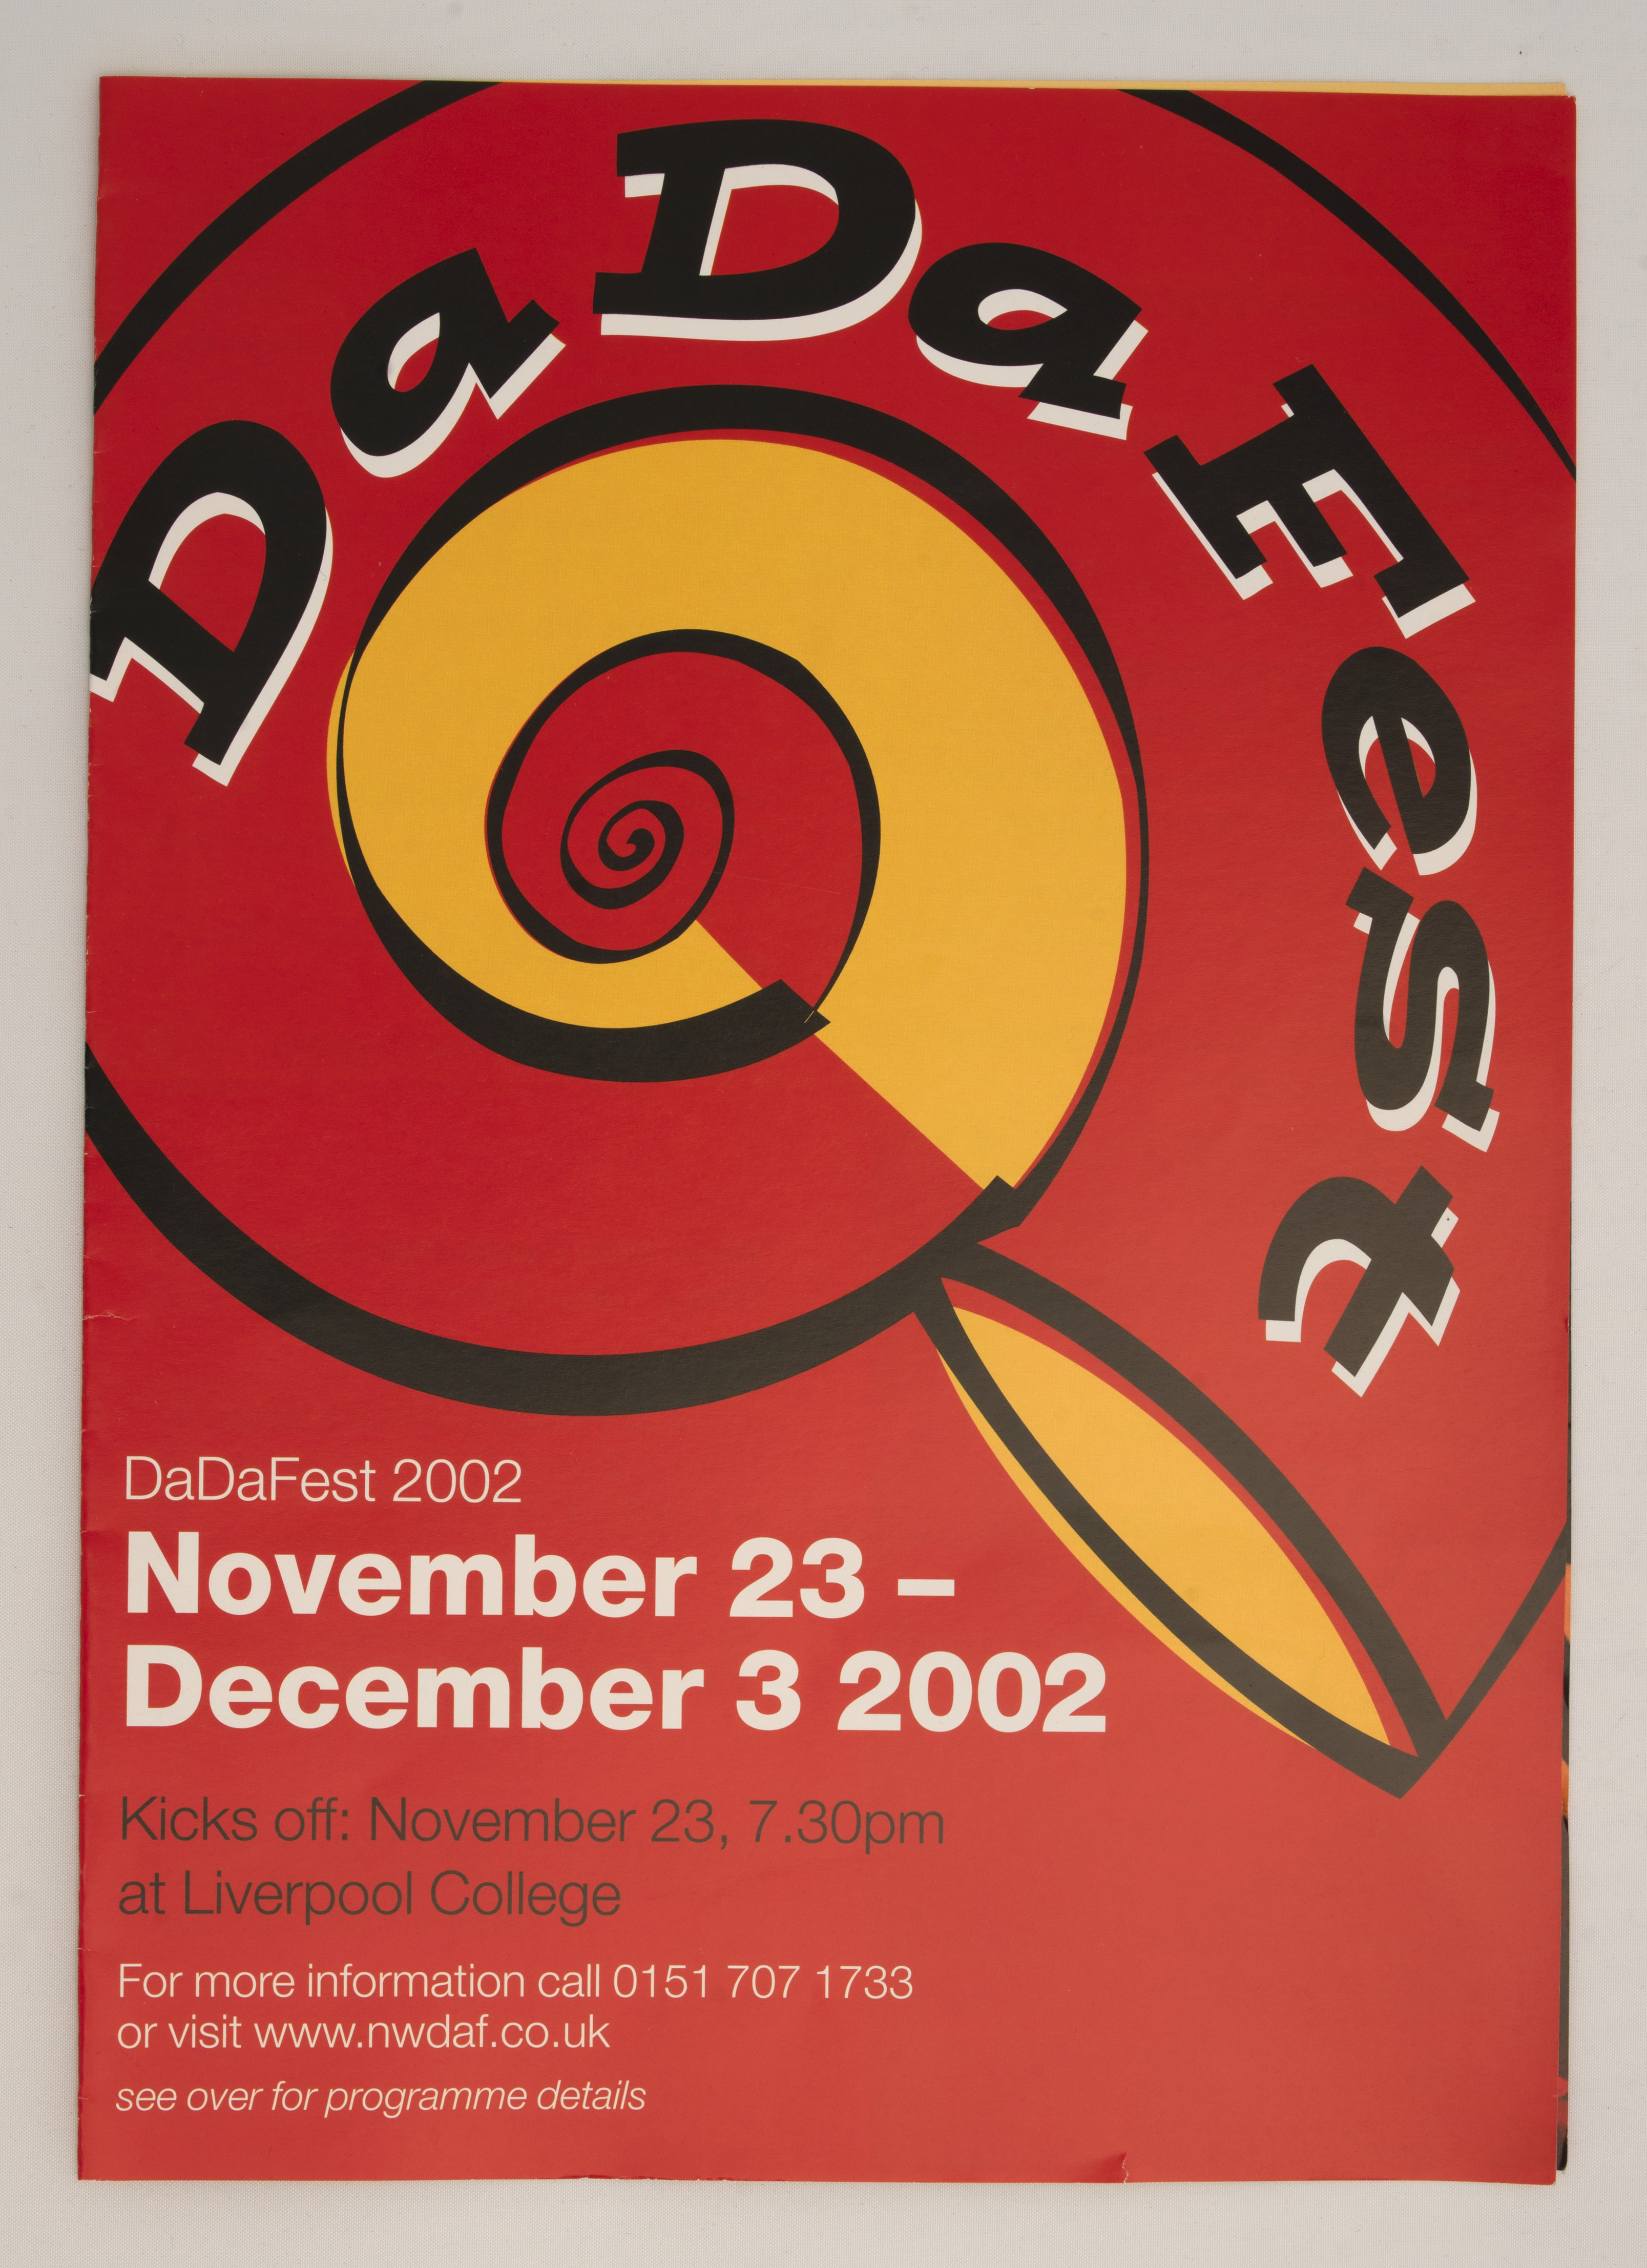 DaDaFest
DaDaFest 2002
November 23 –
December 3 2002
Kicks off: November 23, 7.30pm
at Liverpool College
For more information call 0151 707 1733
or visit www.nwdaf.co.uk
see over for programme details